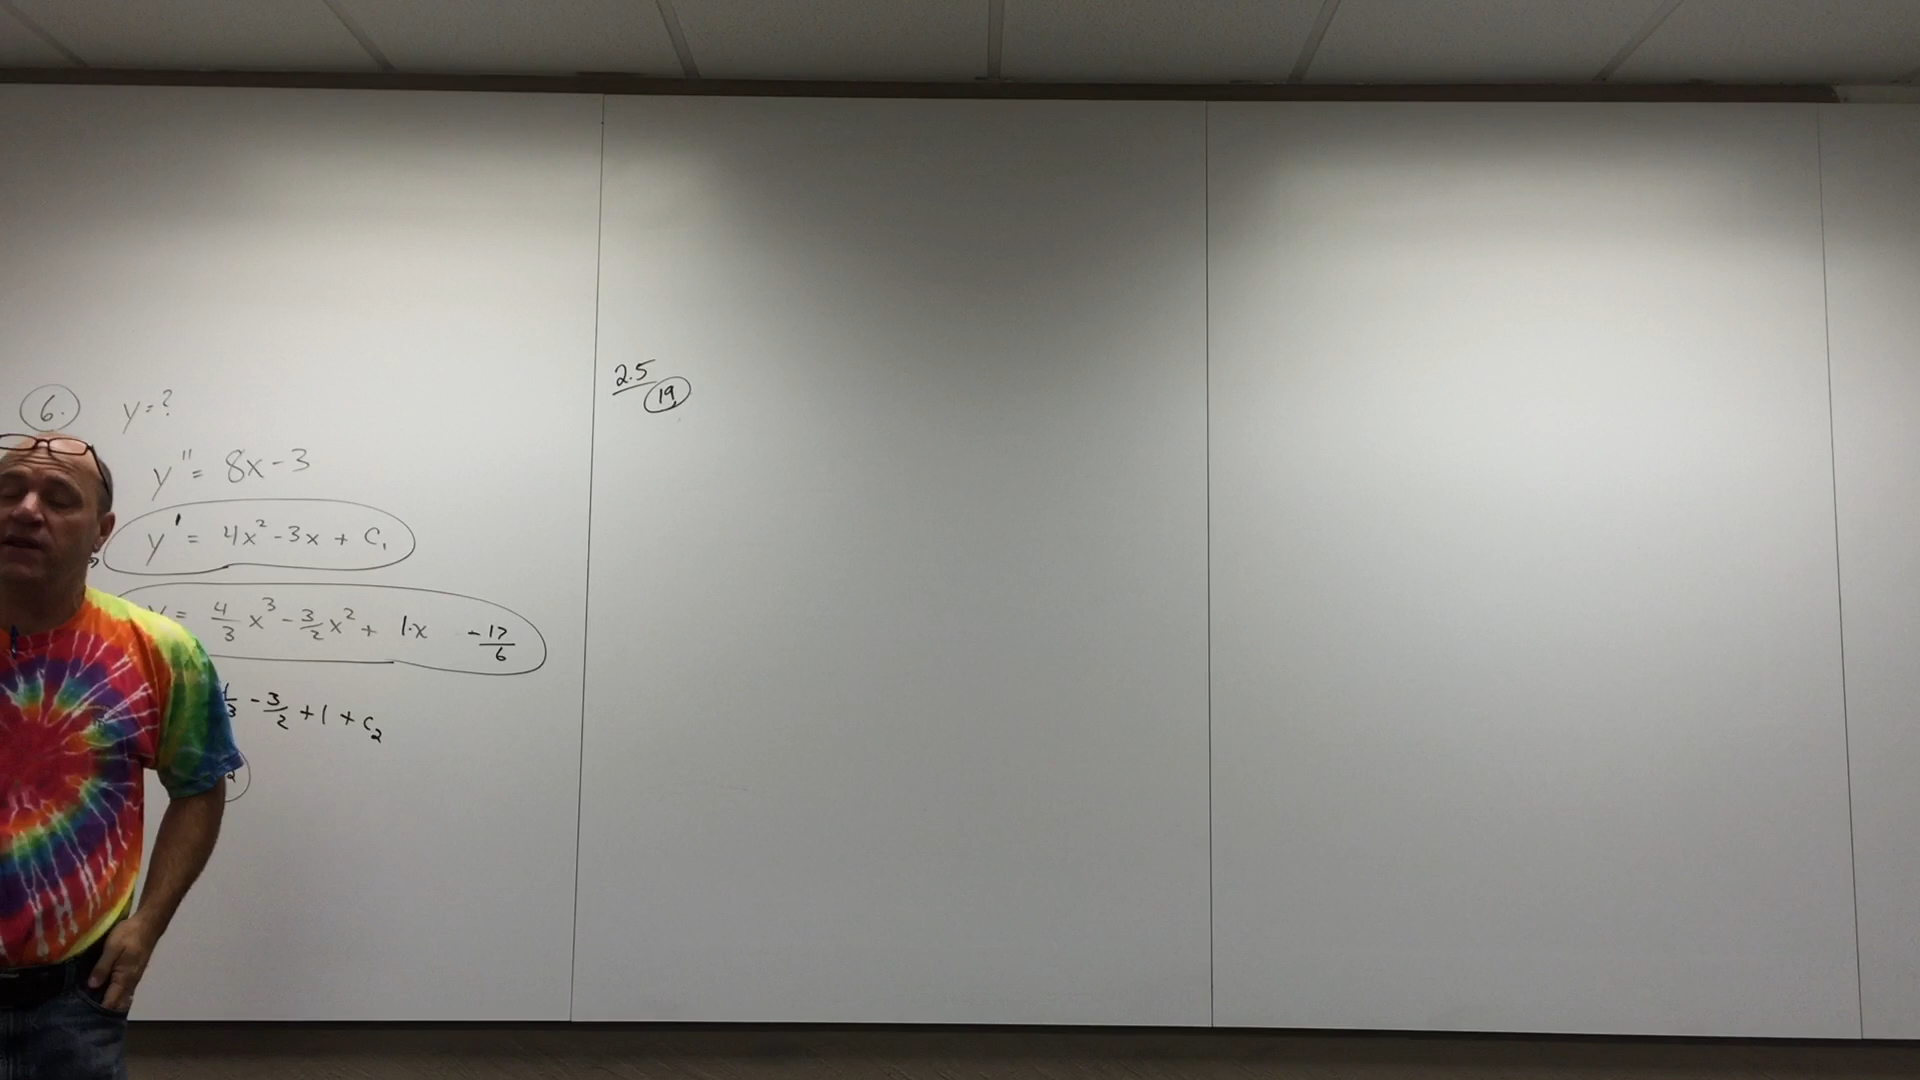 6. y = ?
y'' = 8x - 3
y' = 4x² - 3x + C₁
y = 4/3 x³ - 3/2 x² + 1·x - 17/6
- 3/2 + 1 + C₂
2
2.5
19